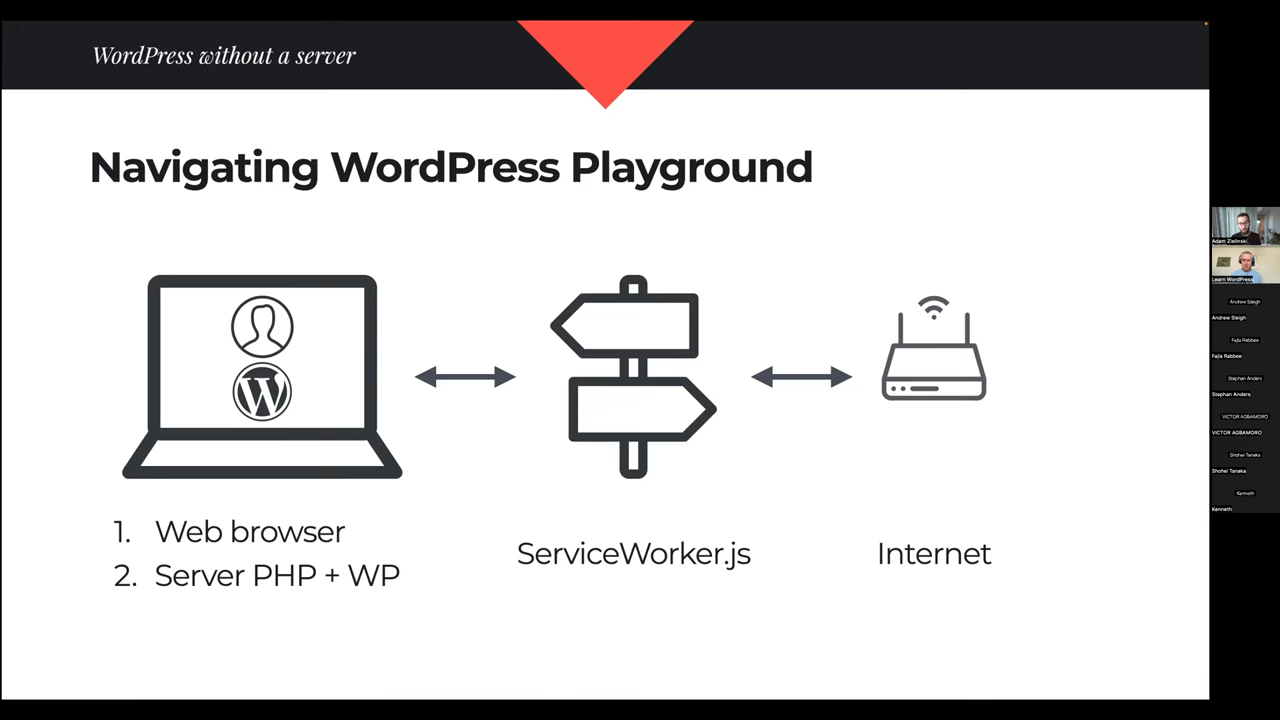 WordPress without a server
Navigating WordPress Playground
1. Web browser
2. Server PHP + WP
ServiceWorker.js
Internet
Adam Zielinski
Learn WordPress
Andrew Sleigh
Andrew Sleigh
Fajla Rabbee
Fajla Rabbee
Stephan Anders
Stephan Anders
VICTOR AGBAMORO
VICTOR AGBAMORO
Shohei Tanaka
Shohei Tanaka
Kenneth
Kenneth